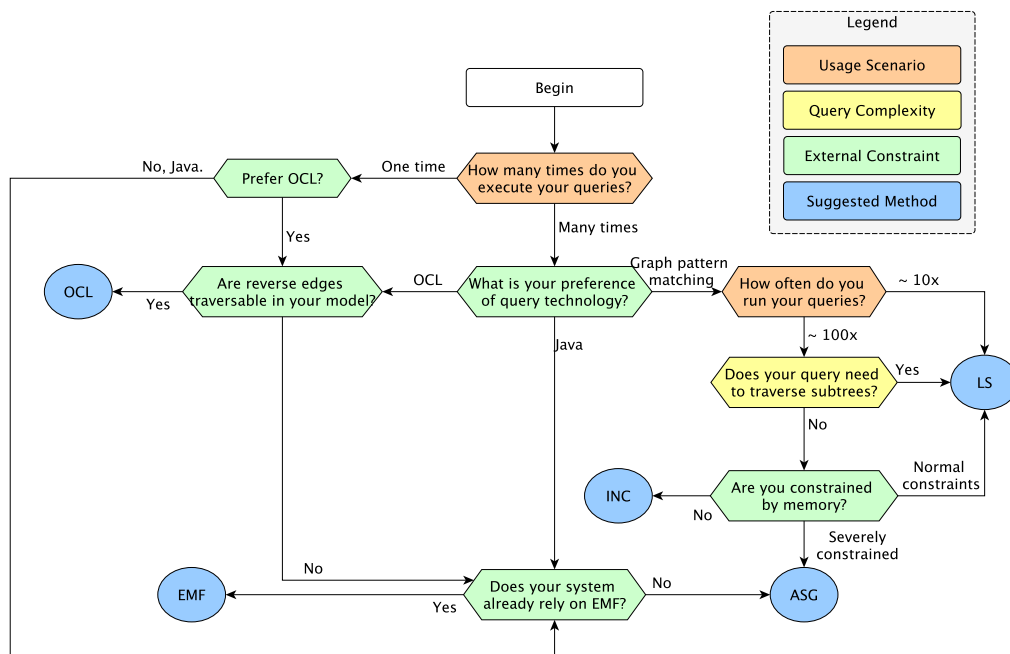 Legend
Usage Scenario
Query Complexity
External Constraint
Suggested Method
Begin
How many times do you
execute your queries?
One time
Prefer OCL?
No, Java.
Yes
Many times
Are reverse edges
traversable in your model?
Yes
OCL
OCL
What is your preference
of query technology?
Graph pattern
matching
How often do you
run your queries?
~ 10x
~ 100x
Java
Does your query need
to traverse subtrees?
Yes
LS
No
Are you constrained
by memory?
Normal
constraints
No
INC
Severely
constrained
No
Does your system
already rely on EMF?
Yes
EMF
No
ASG